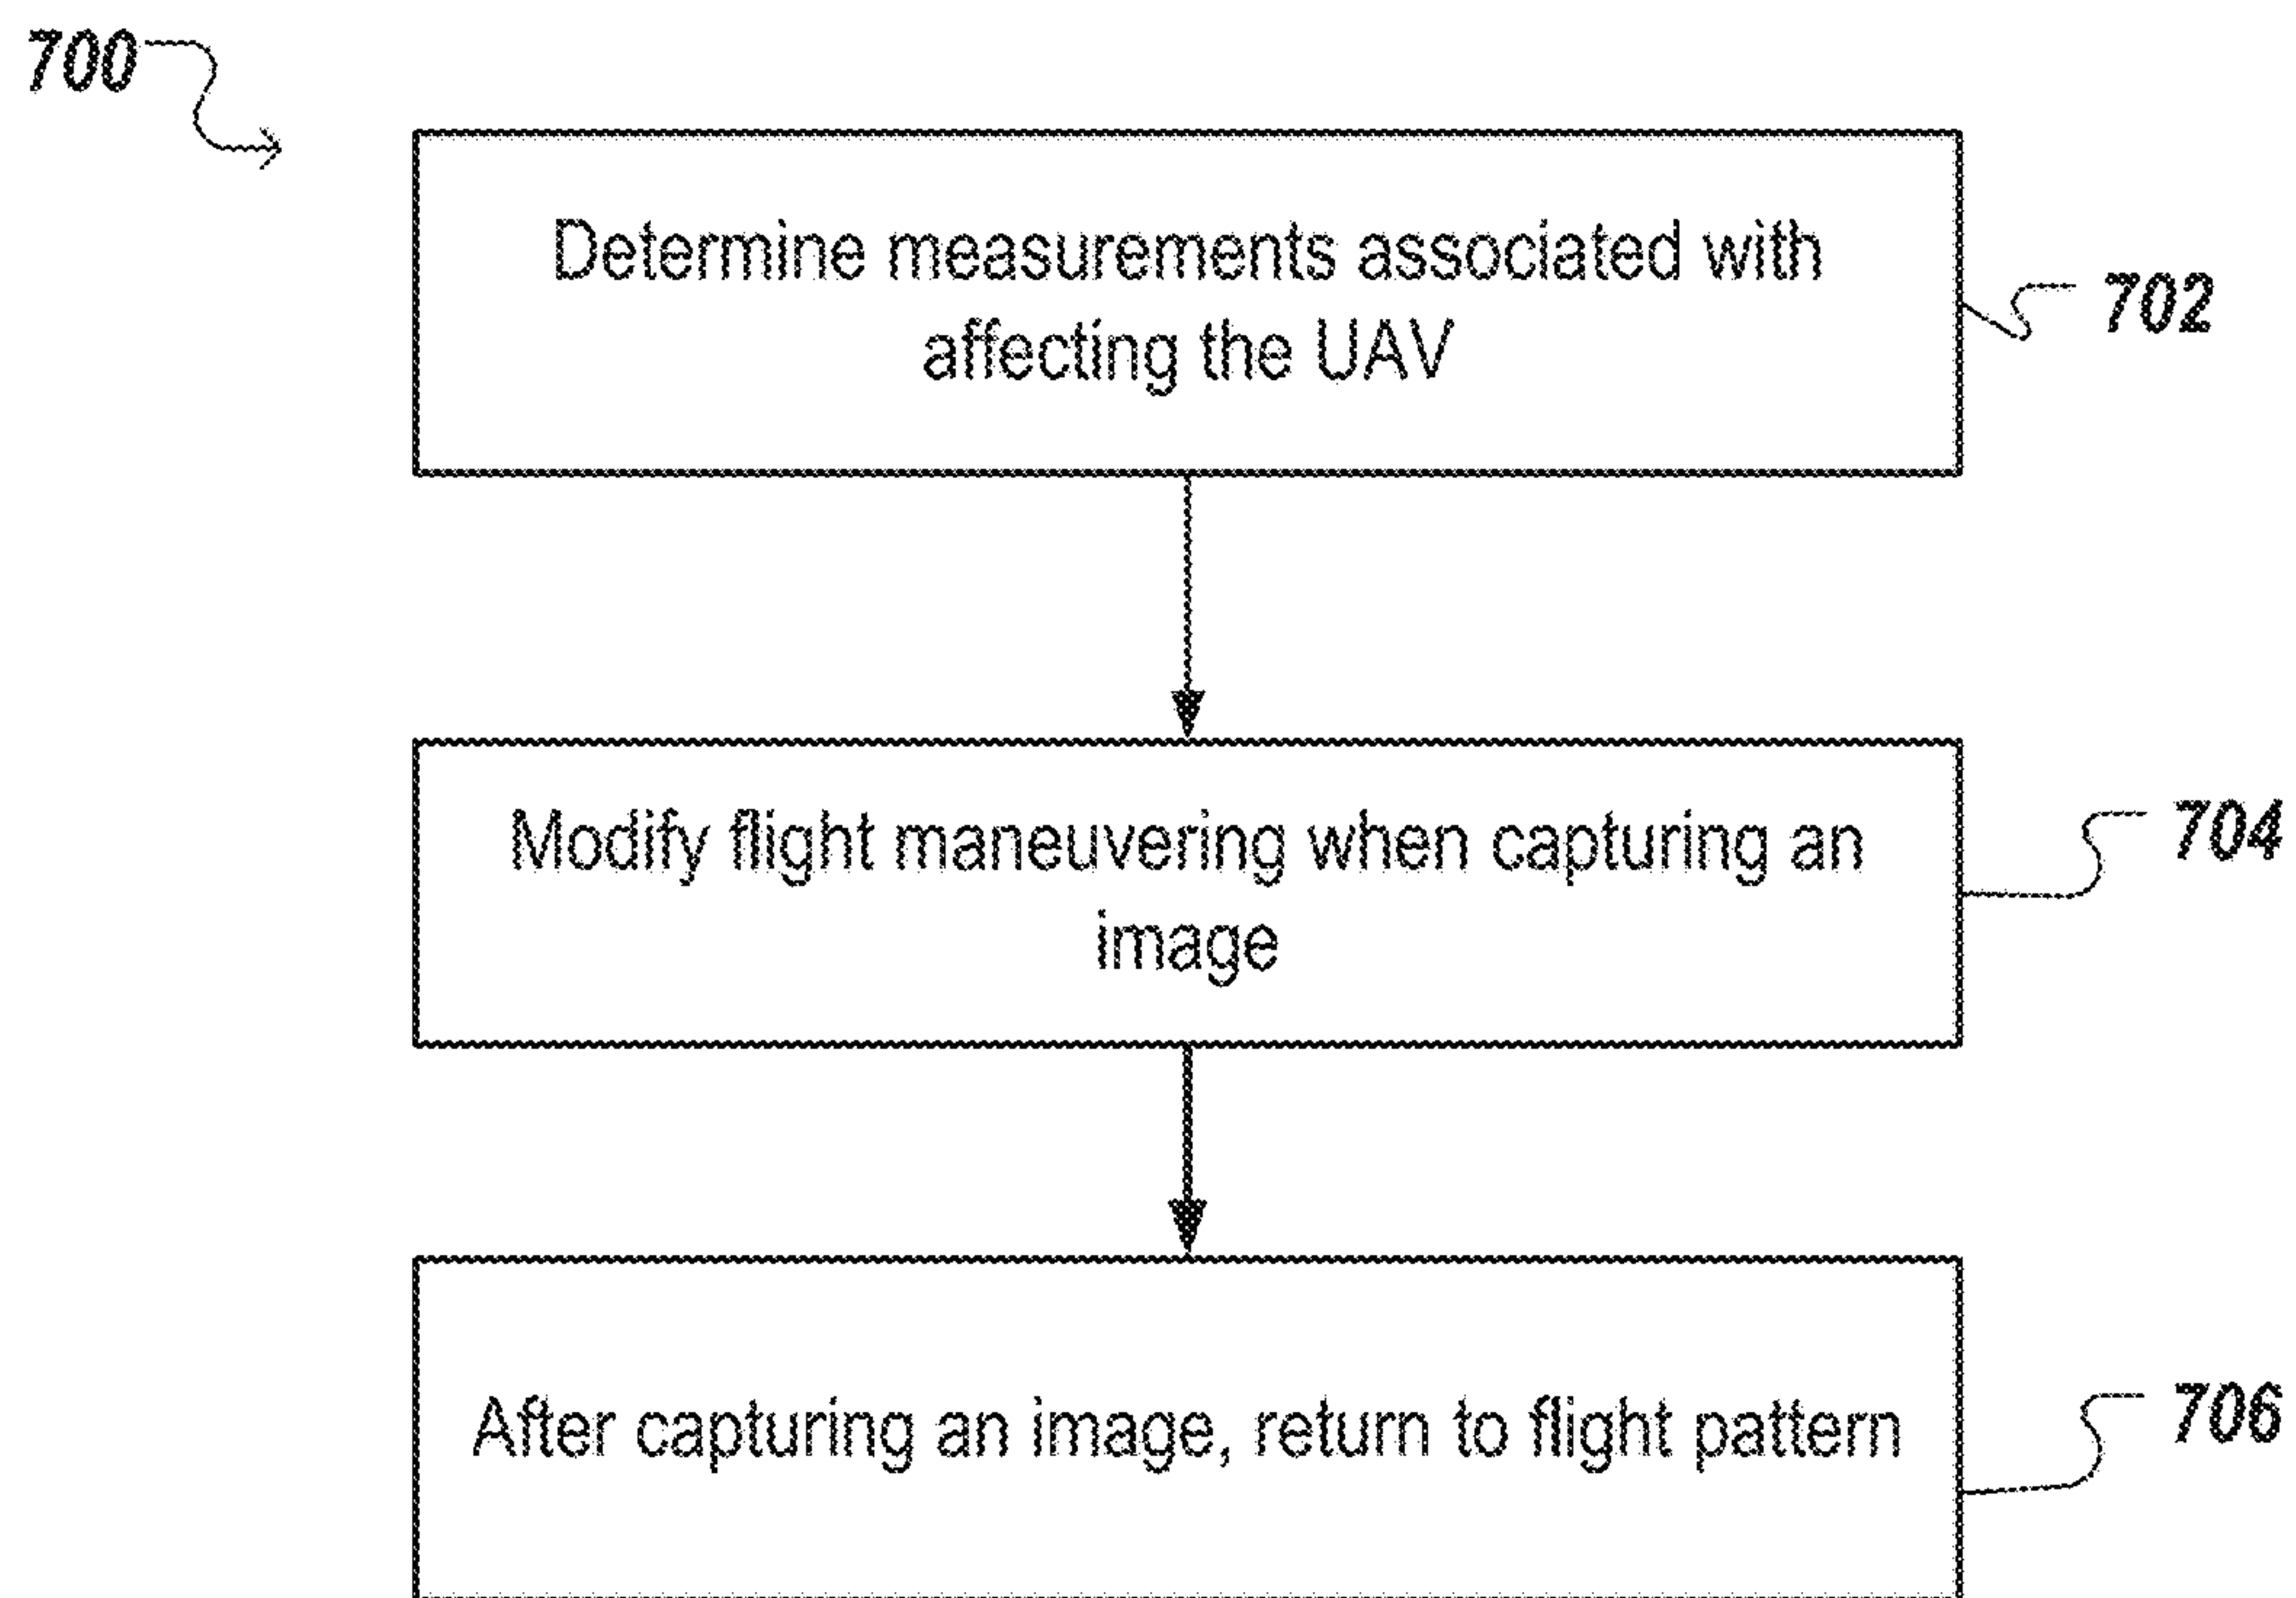 700
Determine measurements associated with
affecting the UAV
702
Modify flight maneuvering when capturing an
image
704
After capturing an image, return to flight pattern
706